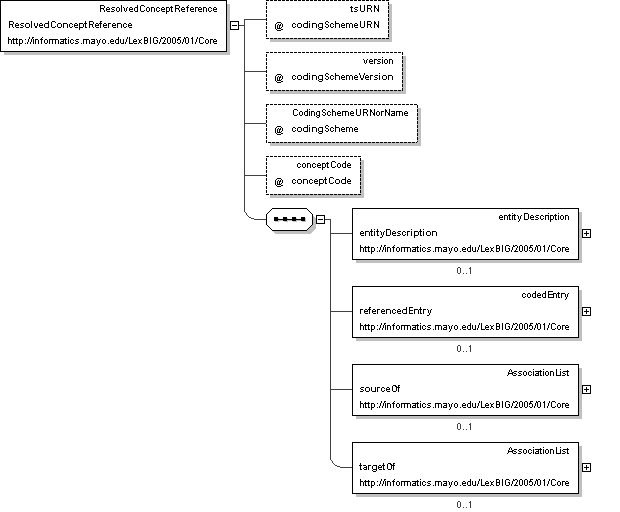 ResolvedConceptReference
ResolvedConceptReference
http://informatics.mayo.edu/LexBIG/2005/01/Core
tsURN
@ codingSchemeURN
version
@ codingSchemeVersion
CodingSchemeURNorName
@ codingScheme
conceptCode
@ conceptCode
entityDescription
entityDescription
http://informatics.mayo.edu/LexBIG/2005/01/Core
0..1
codedEntry
referencedEntry
http://informatics.mayo.edu/LexBIG/2005/01/Core
0..1
AssociationList
sourceOf
http://informatics.mayo.edu/LexBIG/2005/01/Core
0..1
AssociationList
targetOf
http://informatics.mayo.edu/LexBIG/2005/01/Core
0..1